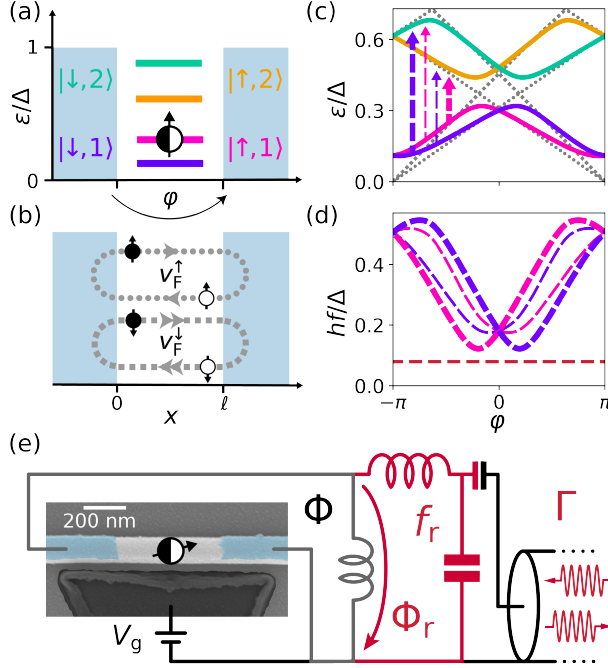 (a)
ε/Δ
1
0
|↓,2⟩
|↑,2⟩
|↓,1⟩
|↑,1⟩
φ
(b)
v_F^↑
v_F^↓
0
x
ℓ
(c)
ε/Δ
0.6
0.3
0.0
(d)
hf/Δ
0.4
0.2
0.0
−π
0
π
φ
(e)
200 nm
V_g
Φ
f_r
Φ_r
Γ